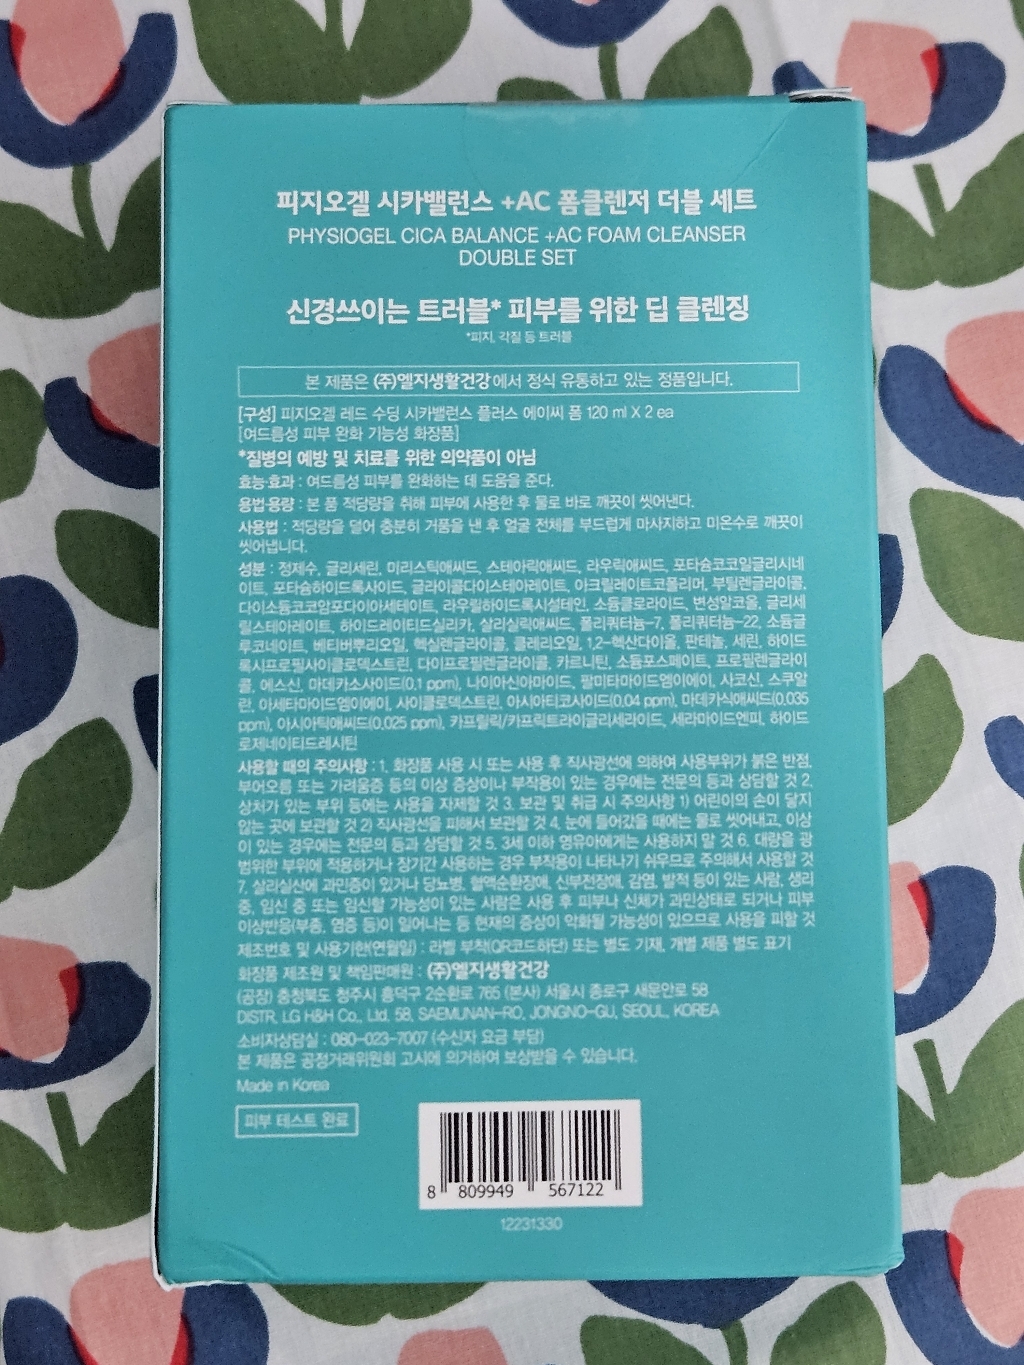 피지오겔 시카밸런스 +AC 폼클렌저 더블 세트
PHYSIOGEL CICA BALANCE +AC FOAM CLEANSER
DOUBLE SET
신경쓰이는 트러블* 피부를 위한 딥 클렌징
*피지, 각질 등 트러블
본 제품은 (주)엘지생활건강에서 정식 유통하고 있는 정품입니다.
[구성] 피지오겔 레드 수딩 시카밸런스 플러스 에이씨 폼 120 ml X 2 ea
[여드름성 피부 완화 기능성 화장품]
*질병의 예방 및 치료를 위한 의약품이 아님
효능·효과 : 여드름성 피부를 완화하는 데 도움을 준다.
용법·용량 : 본 품 적당량을 취해 피부에 사용한 후 물로 바로 깨끗이 씻어낸다.
사용법 : 적당량을 덜어 충분히 거품을 낸 후 얼굴 전체를 부드럽게 마사지하고 미온수로 깨끗이
씻어냅니다.
성분 : 정제수, 글리세린, 미리스틱애씨드, 스테아릭애씨드, 라우릭애씨드, 포타슘코코일글리시네
이트, 포타슘하이드록사이드, 글라이콜다이스테아레이트, 아크릴레이트코폴리머, 부틸렌글라이콜,
다이소듐코코암포다이아세테이트, 라우릴하이드록시설테인, 소듐클로라이드, 변성알코올, 글리세
릴스테아레이트, 하이드레이티드실리카, 살리실릭애씨드, 폴리쿼터늄-7, 폴리쿼터늄-22, 소듐글
루코네이트, 베티버뿌리오일, 헥실렌글라이콜, 클레리오일, 1,2-헥산다이올, 판테놀, 세린, 하이드
록시프로필사이클로덱스트린, 다이프로필렌글라이콜, 카르니틴, 소듐포스페이트, 프로필렌글라이
콜, 에스신, 마데카소사이드(0.1 ppm), 나이아신아마이드, 팔미타마이드엠이에이, 사코신, 스쿠알
란, 아세타마이드엠이에이, 사이클로덱스트린, 아시아티코사이드(0.04 ppm), 마데카식애씨드(0.035
ppm), 아시아틱애씨드(0.025 ppm), 카프릴릭/카프릭트라이글리세라이드, 세라마이드엔피, 하이드
로제네이티드레시틴
사용할 때의 주의사항 : 1. 화장품 사용 시 또는 사용 후 직사광선에 의하여 사용부위가 붉은 반점,
부어오름 또는 가려움증 등의 이상 증상이나 부작용이 있는 경우에는 전문의 등과 상담할 것 2.
상처가 있는 부위 등에는 사용을 자제할 것 3. 보관 및 취급 시 주의사항 1) 어린이의 손이 닿지
않는 곳에 보관할 것 2) 직사광선을 피해서 보관할 것 4. 눈에 들어갔을 때에는 물로 씻어내고, 이상
이 있는 경우에는 전문의 등과 상담할 것 5. 3세 이하 영유아에게는 사용하지 말 것 6. 대량을 광
범위한 부위에 적용하거나 장기간 사용하는 경우 부작용이 나타나기 쉬우므로 주의해서 사용할 것
7. 살리실산에 과민증이 있거나 당뇨병, 혈액순환장애, 신부전장애, 감염, 발적 등이 있는 사람, 생리
중, 임신 중 또는 임신할 가능성이 있는 사람은 사용 후 피부나 신체가 과민상태로 되거나 피부
이상반응(부종, 염증 등)이 일어나는 등 현재의 증상이 악화될 가능성이 있으므로 사용을 피할 것
제조번호 및 사용기한(연월일) : 라벨 부착(QR코드하단) 또는 별도 기재, 개별 제품 별도 표기
화장품 제조원 및 책임판매원 : (주)엘지생활건강
(공장) 충청북도 청주시 흥덕구 2순환로 765 (본사) 서울시 종로구 새문안로 58
DISTR. LG H&H Co., Ltd. 58, SAEMUNAN-RO, JONGNO-GU, SEOUL, KOREA
소비자상담실 : 080-023-7007 (수신자 요금 부담)
본 제품은 공정거래위원회 고시에 의거하여 보상받을 수 있습니다.
Made in Korea
피부 테스트 완료
8 809949 567122
12231330